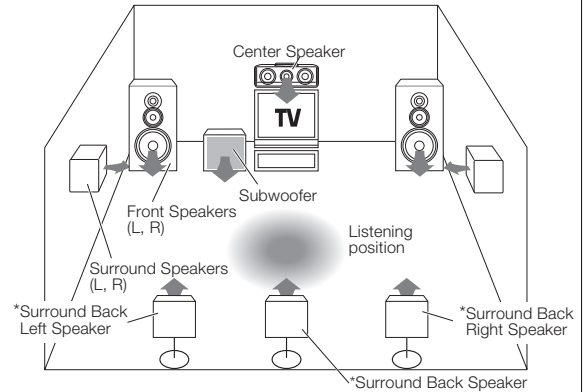 Center Speaker
TV
Subwoofer
Front Speakers
(L, R)
Listening
position
Surround Speakers
(L, R)
*Surround Back
Left Speaker
*Surround Back
Right Speaker
*Surround Back Speaker